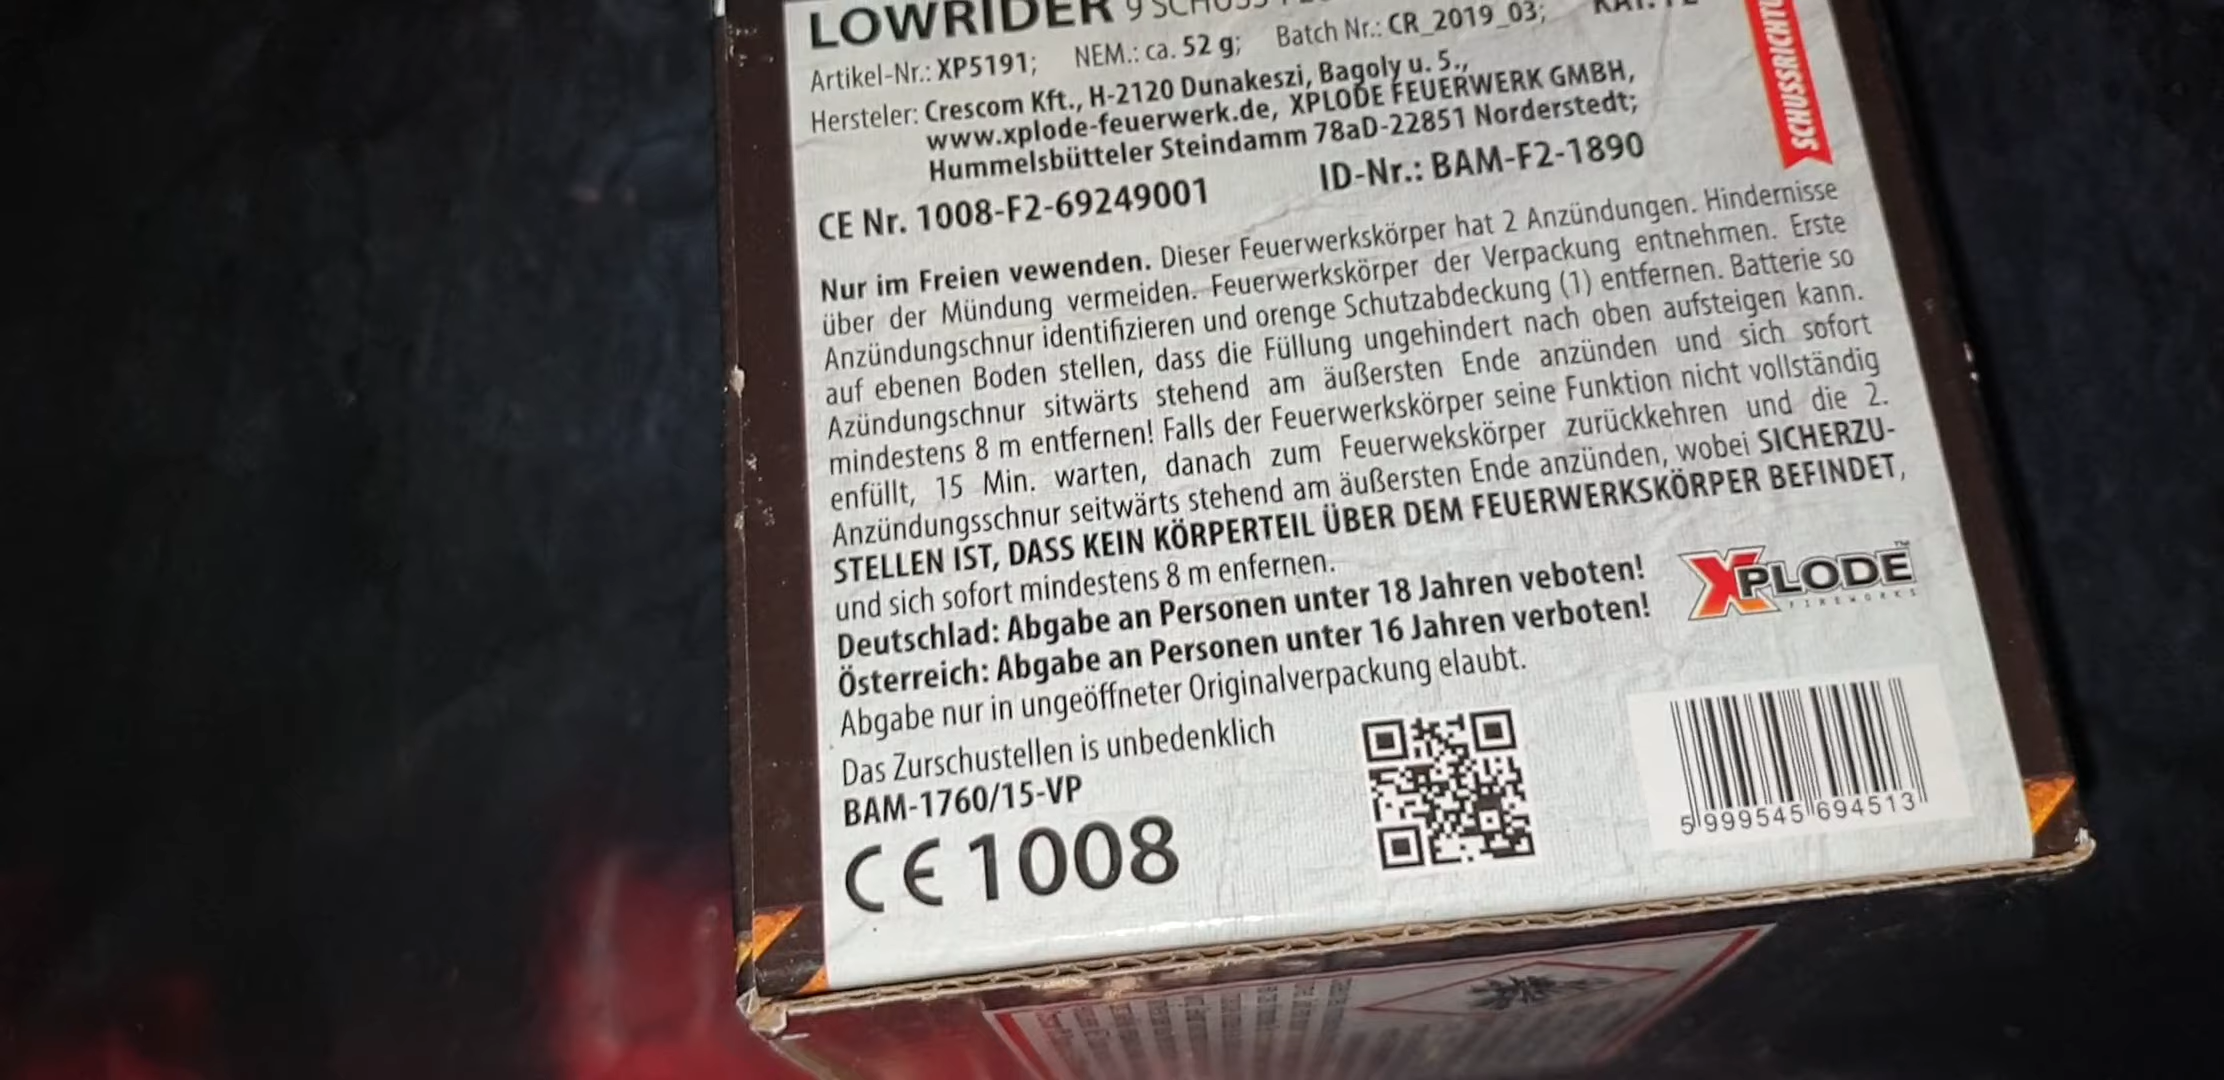 LOWRIDER 9 SCHUSS
Artikel-Nr.: XP5191; NEM.: ca. 52 g; Batch Nr.: CR_2019_03; KAT.
Hersteler: Crescom Kft., H-2120 Dunakeszi, Bagoly u. 5.,
www.xplode-feuerwerk.de, XPLODE FEUERWERK GMBH,
Hummelsbütteler Steindamm 78aD-22851 Norderstedt;
CE Nr. 1008-F2-69249001 ID-Nr.: BAM-F2-1890
Nur im Freien vewenden. Dieser Feuerwerkskörper hat 2 Anzündungen. Hindernisse
über der Mündung vermeiden. Feuerwerkskörper der Verpackung entnehmen. Erste
Anzündungschnur identifizieren und orenge Schutzabdeckung (1) entfernen. Batterie so
auf ebenen Boden stellen, dass die Füllung ungehindert nach oben aufsteigen kann.
Azündungschnur sitwärts stehend am äußersten Ende anzünden und sich sofort
mindestens 8 m entfernen! Falls der Feuerwerkskörper seine Funktion nicht vollständig
enfüllt, 15 Min. warten, danach zum Feuerwekskörper zurückkehren und die 2.
Anzündungsschnur seitwärts stehend am äußersten Ende anzünden, wobei SICHERZU-
STELLEN IST, DASS KEIN KÖRPERTEIL ÜBER DEM FEUERWERKSKÖRPER BEFINDET,
und sich sofort mindestens 8 m enfernen.
Deutschlad: Abgabe an Personen unter 18 Jahren veboten!
Österreich: Abgabe an Personen unter 16 Jahren verboten!
Abgabe nur in ungeöffneter Originalverpackung elaubt.
Das Zurschustellen is unbedenklich
BAM-1760/15-VP
CE 1008
SCHUSSRICHTU
XPLODE™
FIREWORKS
5 999545 694513